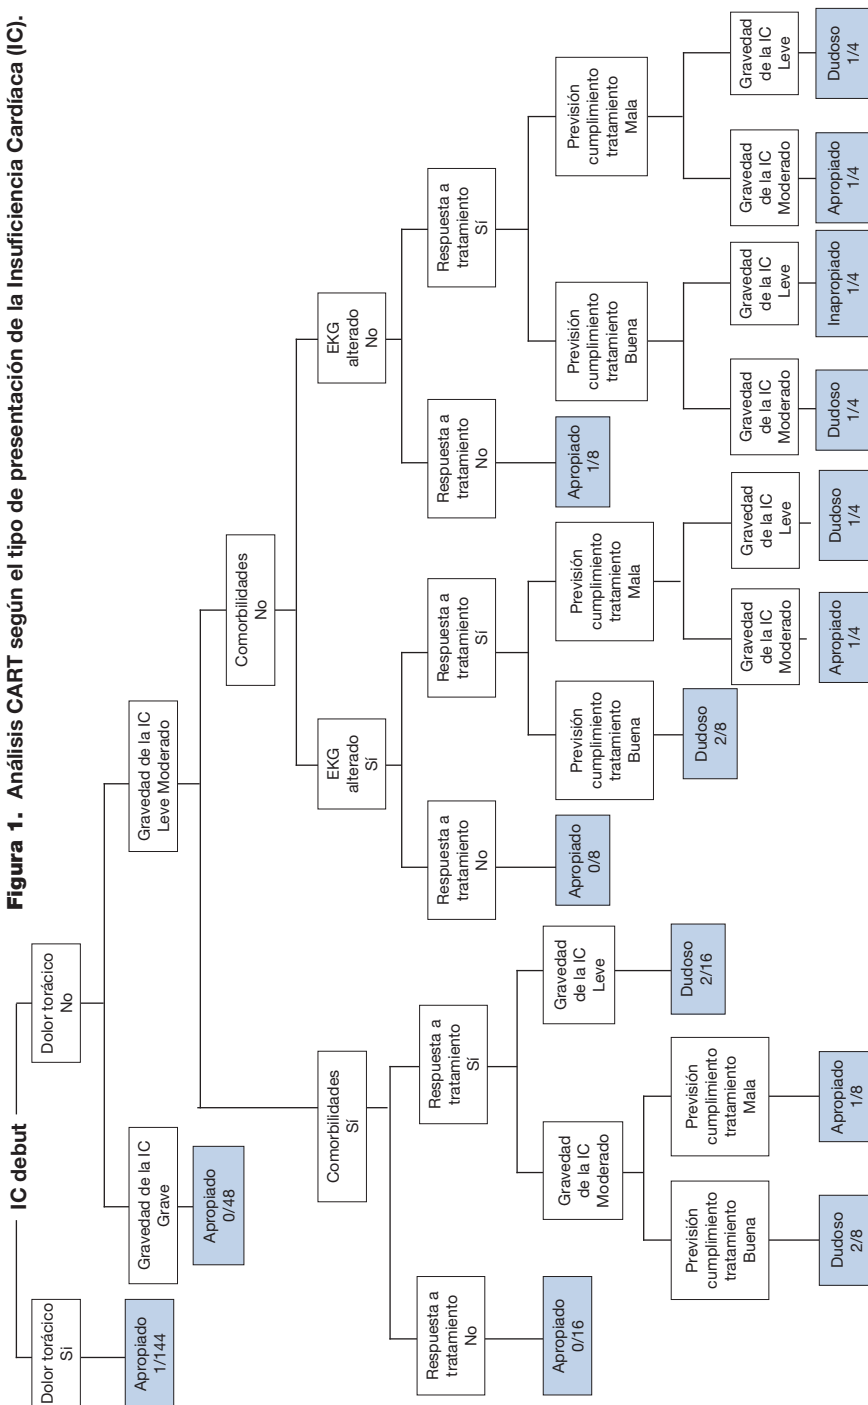 Figura 1. Análisis CART según el tipo de presentación de la Insuficiencia Cardíaca (IC).
IC debut
Dolor torácico
Sí
Apropiado
1/144
Dolor torácico
No
Gravedad de la IC
Grave
Apropiado
0/48
Gravedad de la IC
Leve Moderado
Comorbilidades
Sí
Respuesta a
tratamiento
No
Apropiado
0/16
Respuesta a
tratamiento
Sí
Gravedad
de la IC
Moderado
Previsión
cumplimiento
tratamiento
Buena
Dudoso
2/8
Previsión
cumplimiento
tratamiento
Mala
Apropiado
1/8
Gravedad
de la IC
Leve
Dudoso
2/16
Comorbilidades
No
EKG
alterado
Sí
Respuesta a
tratamiento
No
Apropiado
0/8
Respuesta a
tratamiento
Sí
Previsión
cumplimiento
tratamiento
Buena
Dudoso
2/8
Previsión
cumplimiento
tratamiento
Mala
Gravedad
de la IC
Moderado
Apropiado
1/4
Gravedad
de la IC
Leve
Dudoso
1/4
EKG
alterado
No
Respuesta a
tratamiento
No
Apropiado
1/8
Respuesta a
tratamiento
Sí
Previsión
cumplimiento
tratamiento
Buena
Gravedad
de la IC
Moderado
Dudoso
1/4
Gravedad
de la IC
Leve
Inapropiado
1/4
Previsión
cumplimiento
tratamiento
Mala
Gravedad
de la IC
Moderado
Apropiado
1/4
Gravedad
de la IC
Leve
Dudoso
1/4